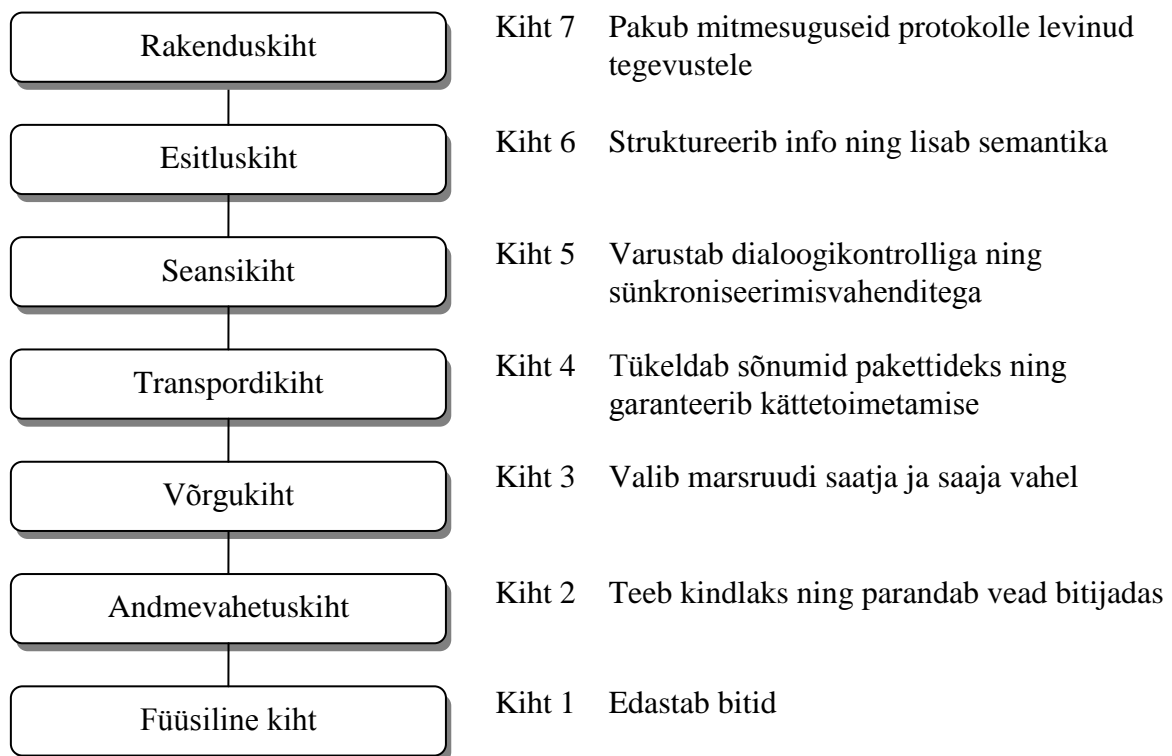 Rakenduskiht Kiht 7 Pakub mitmesuguseid protokolle levinud
tegevustele
Esitluskiht Kiht 6 Struktureerib info ning lisab semantika
Seansikiht Kiht 5 Varustab dialoogikontrolliga ning
sünkroniseerimisvahenditega
Transpordikiht Kiht 4 Tükeldab sõnumid pakettideks ning
garanteerib kättetoimetamise
Võrgukiht Kiht 3 Valib marsruudi saatja ja saaja vahel
Andmevahetuskiht Kiht 2 Teeb kindlaks ning parandab vead bitijadas
Füüsiline kiht Kiht 1 Edastab bitid